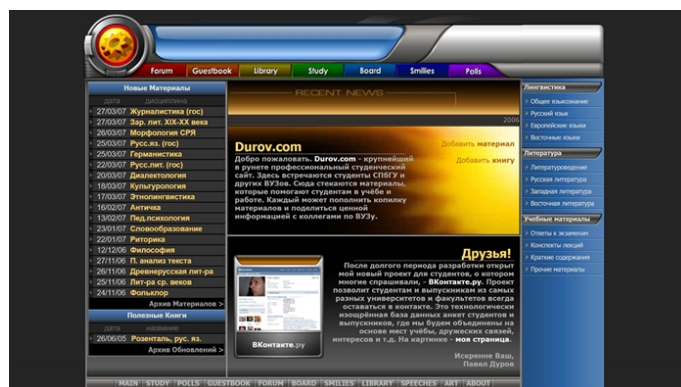 Forum Guestbook Library Study Board Smilies Polls
Новые Материалы
дата дисциплина
27/03/07 Журналистика (гос)
27/03/07 Зар. лит. XIX-XX века
26/03/07 Морфология СРЯ
25/03/07 Русс.яз. (гос)
25/03/07 Германистика
22/03/07 Русс.лит. (гос)
20/03/07 Диалектология
18/03/07 Культурология
17/03/07 Этнолингвистика
16/02/07 Античка
13/02/07 Пед.психология
23/01/07 Словообразование
22/01/07 Риторика
12/12/06 Философия
27/11/06 П. анализ текста
26/11/06 Древнерусская лит-ра
25/11/06 Лит-ра ср. веков
24/11/06 Фольклор
Архив Материалов >
Полезные Книги
дата название
26/06/05 Розенталь, рус. яз.
Архив Обновлений >
RECENT NEWS
2006
Durov.com
Добавить материал
Добавить книгу
Добро пожаловать. Durov.com - крупнейший
в рунете профессиональный студенческий
сайт. Здесь встречаются студенты СПбГУ и
других ВУЗов. Сюда стекаются материалы,
которые помогают студентам в учёбе и
работе. Каждый может пополнить копилку
материалов и поделиться ценной
информацией с коллегами по ВУЗу.
Друзья!
После долгого периода разработки открыт
мой новый проект для студентов, о котором
многие спрашивали, - ВКонтакте.ру. Проект
позволит студентам и выпускникам из самых
разных университетов и факультетов всегда
оставаться в контакте. Это технологически
изощрённая база данных анкет студентов и
выпускников, где мы будем объединены на
основе мест учёбы, дружеских связей,
интересов и т.д. На картинке - моя страница.
Искренне Ваш,
Павел Дуров
ВКонтакте.ру
Лингвистика
> Общее языкознание
> Русский язык
> Европейские языки
> Восточные языки
Литература
> Литературоведение
> Русская литература
> Западная литература
> Восточная литература
Учебные материалы
> Ответы к экзаменам
> Конспекты лекций
> Краткие содержания
> Прочие материалы
MAIN | STUDY | POLLS | GUESTBOOK | FORUM | BOARD | SMILIES | LIBRARY | SPEECHES | ART | ABOUT